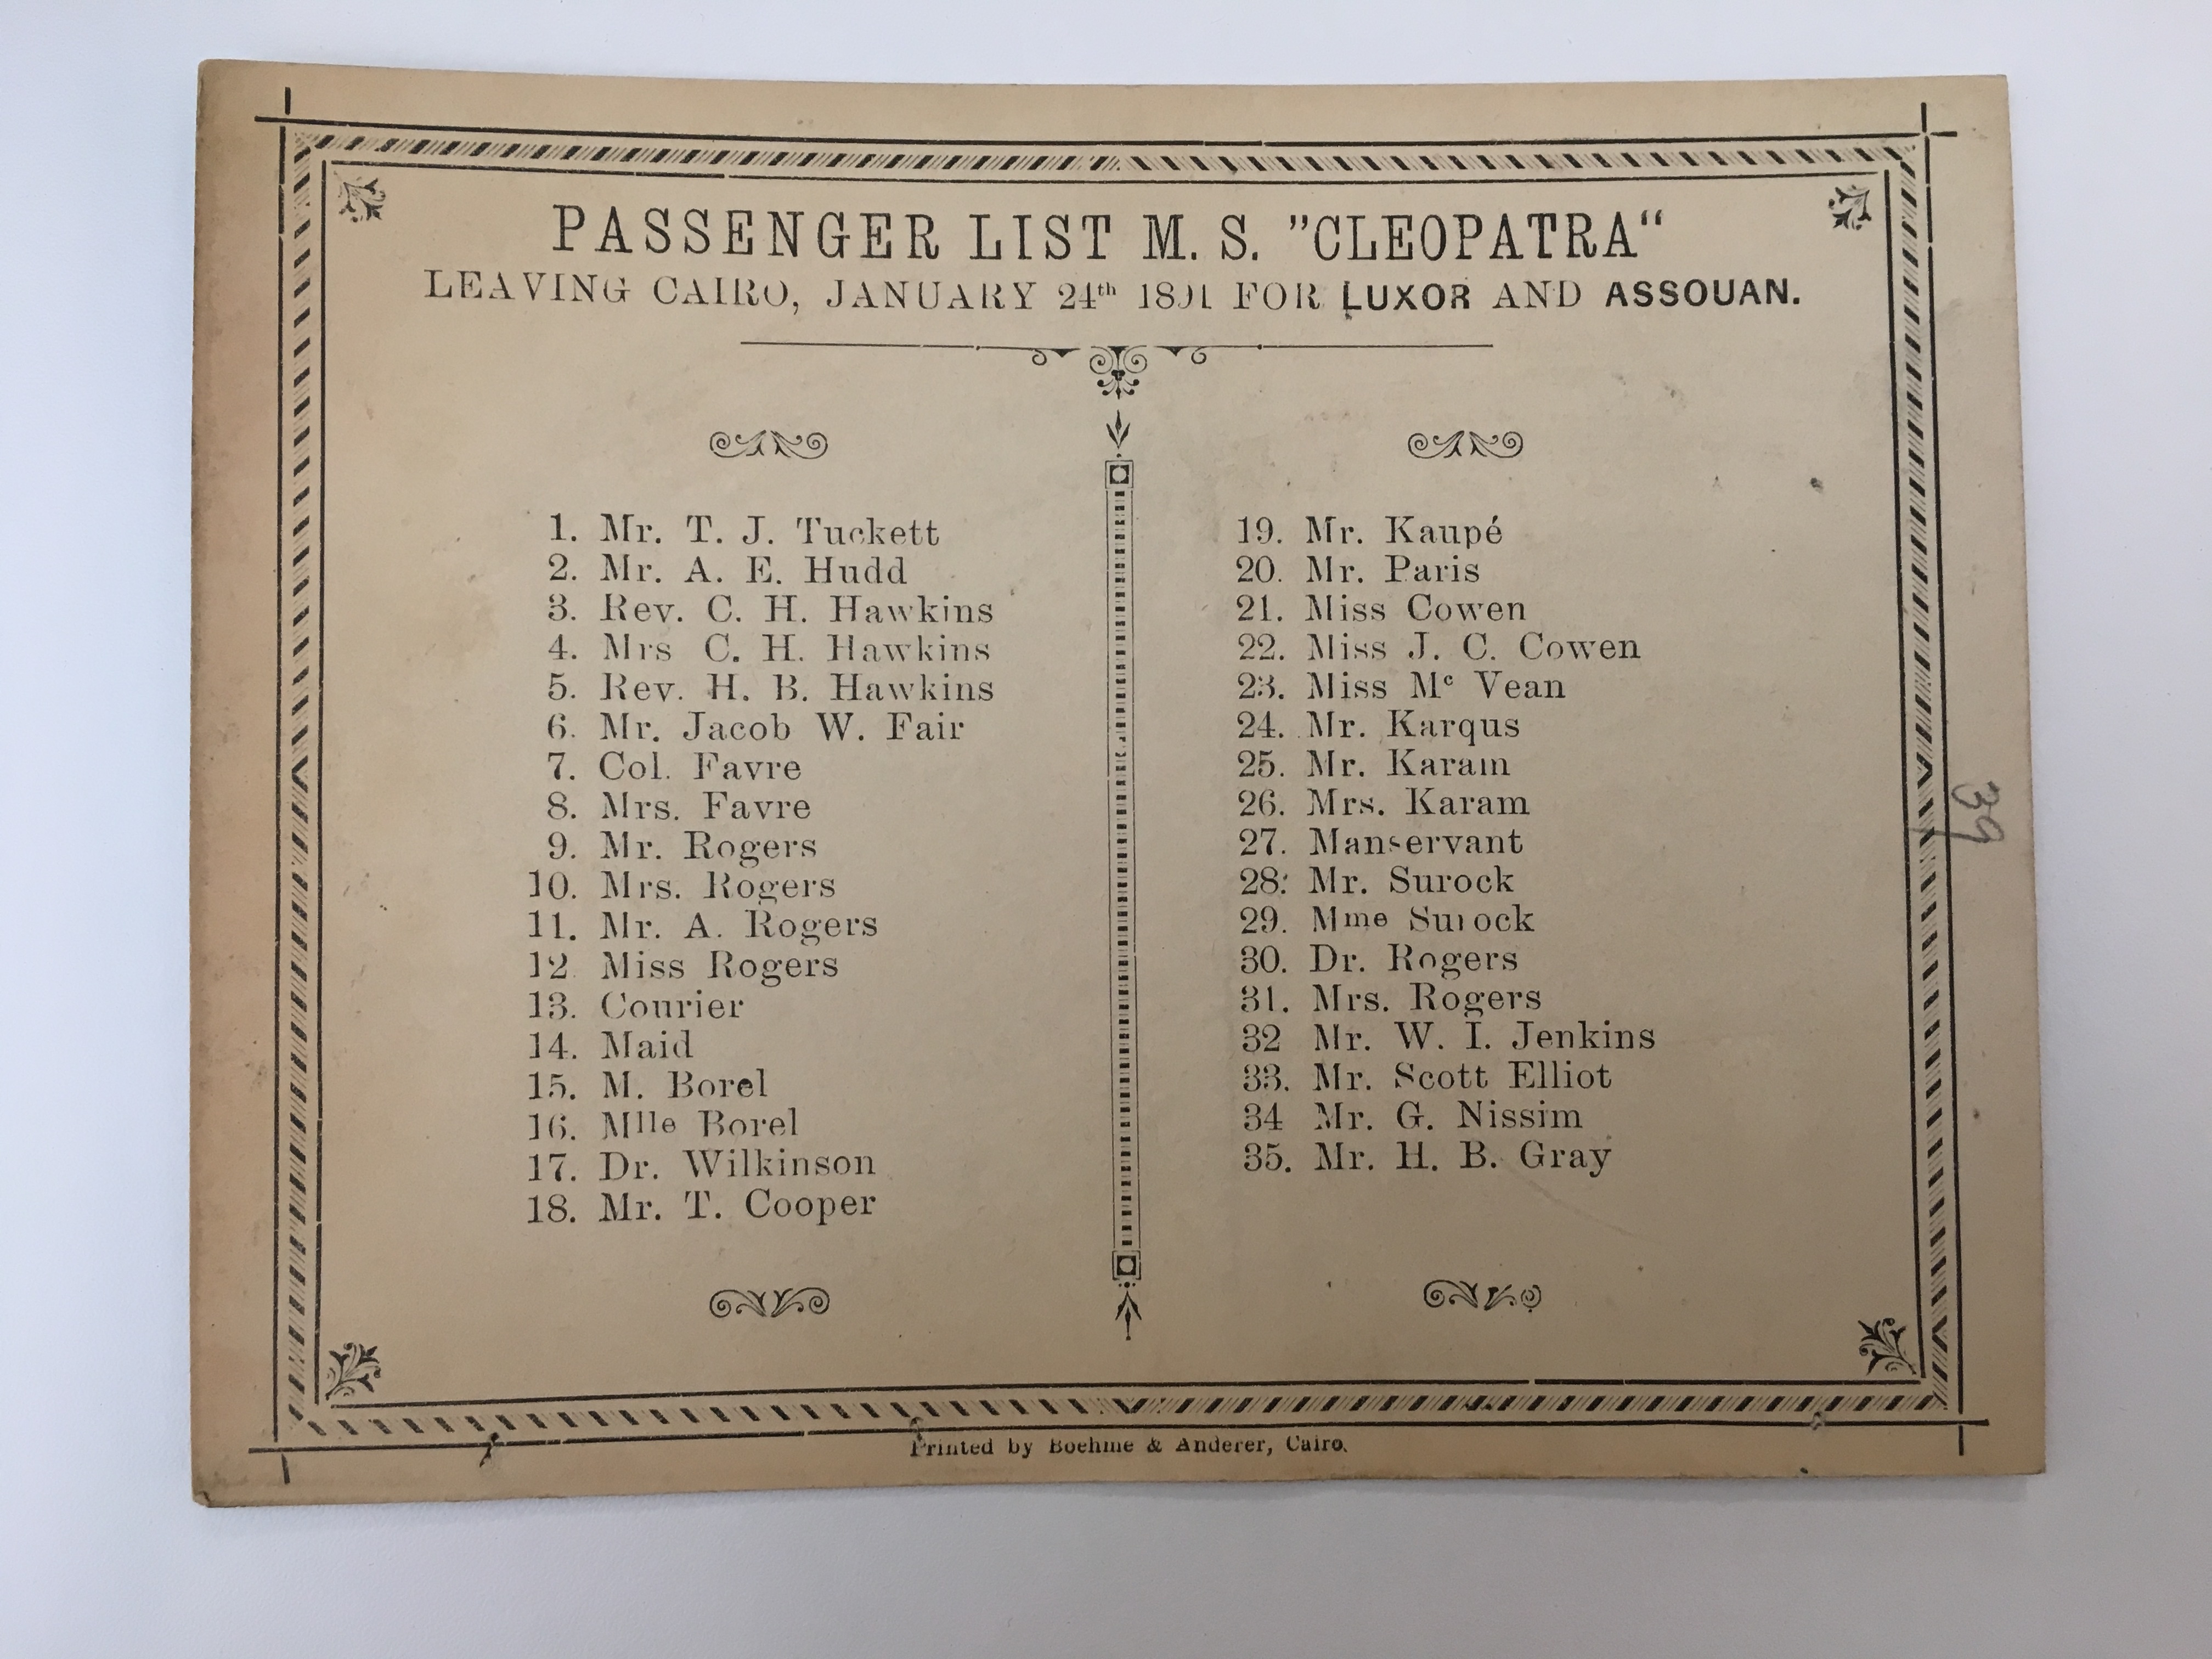 PASSENGER LIST M. S. "CLEOPATRA“
LEAVING CAIRO, JANUARY 24th 1891 FOR LUXOR AND ASSOUAN.
1. Mr. T. J. Tuckett
2. Mr. A. E. Hudd
3. Rev. C. H. Hawkins
4. Mrs C. H. Hawkins
5. Rev. H. B. Hawkins
6. Mr. Jacob W. Fair
7. Col. Favre
8. Mrs. Favre
9. Mr. Rogers
10. Mrs. Rogers
11. Mr. A. Rogers
12 Miss Rogers
13. Courier
14. Maid
15. M. Borel
16. Mlle Borel
17. Dr. Wilkinson
18. Mr. T. Cooper
19. Mr. Kaupé
20. Mr. Paris
21. Miss Cowen
22. Miss J. C. Cowen
23. Miss Mc Vean
24. Mr. Karqus
25. Mr. Karam
26. Mrs. Karam
27. Manservant
28. Mr. Surock
29. Mme Surock
30. Dr. Rogers
31. Mrs. Rogers
32 Mr. W. I. Jenkins
33. Mr. Scott Elliot
34 Mr. G. Nissim
35. Mr. H. B. Gray
Printed by Boehme & Anderer, Cairo.
39